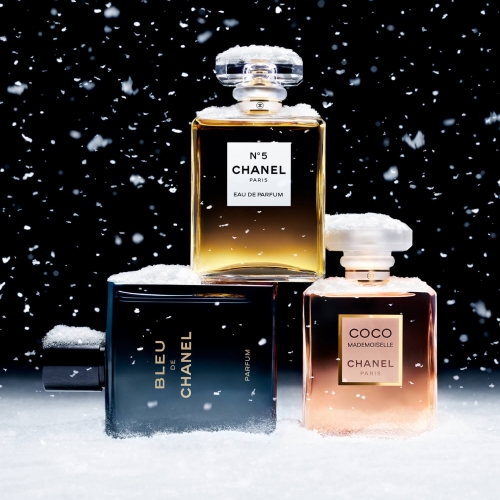 N°5
CHANEL
PARIS
EAU DE PARFUM
BLEU
DE
CHANEL
PARFUM
COCO
MADEMOISELLE
CHANEL
PARIS